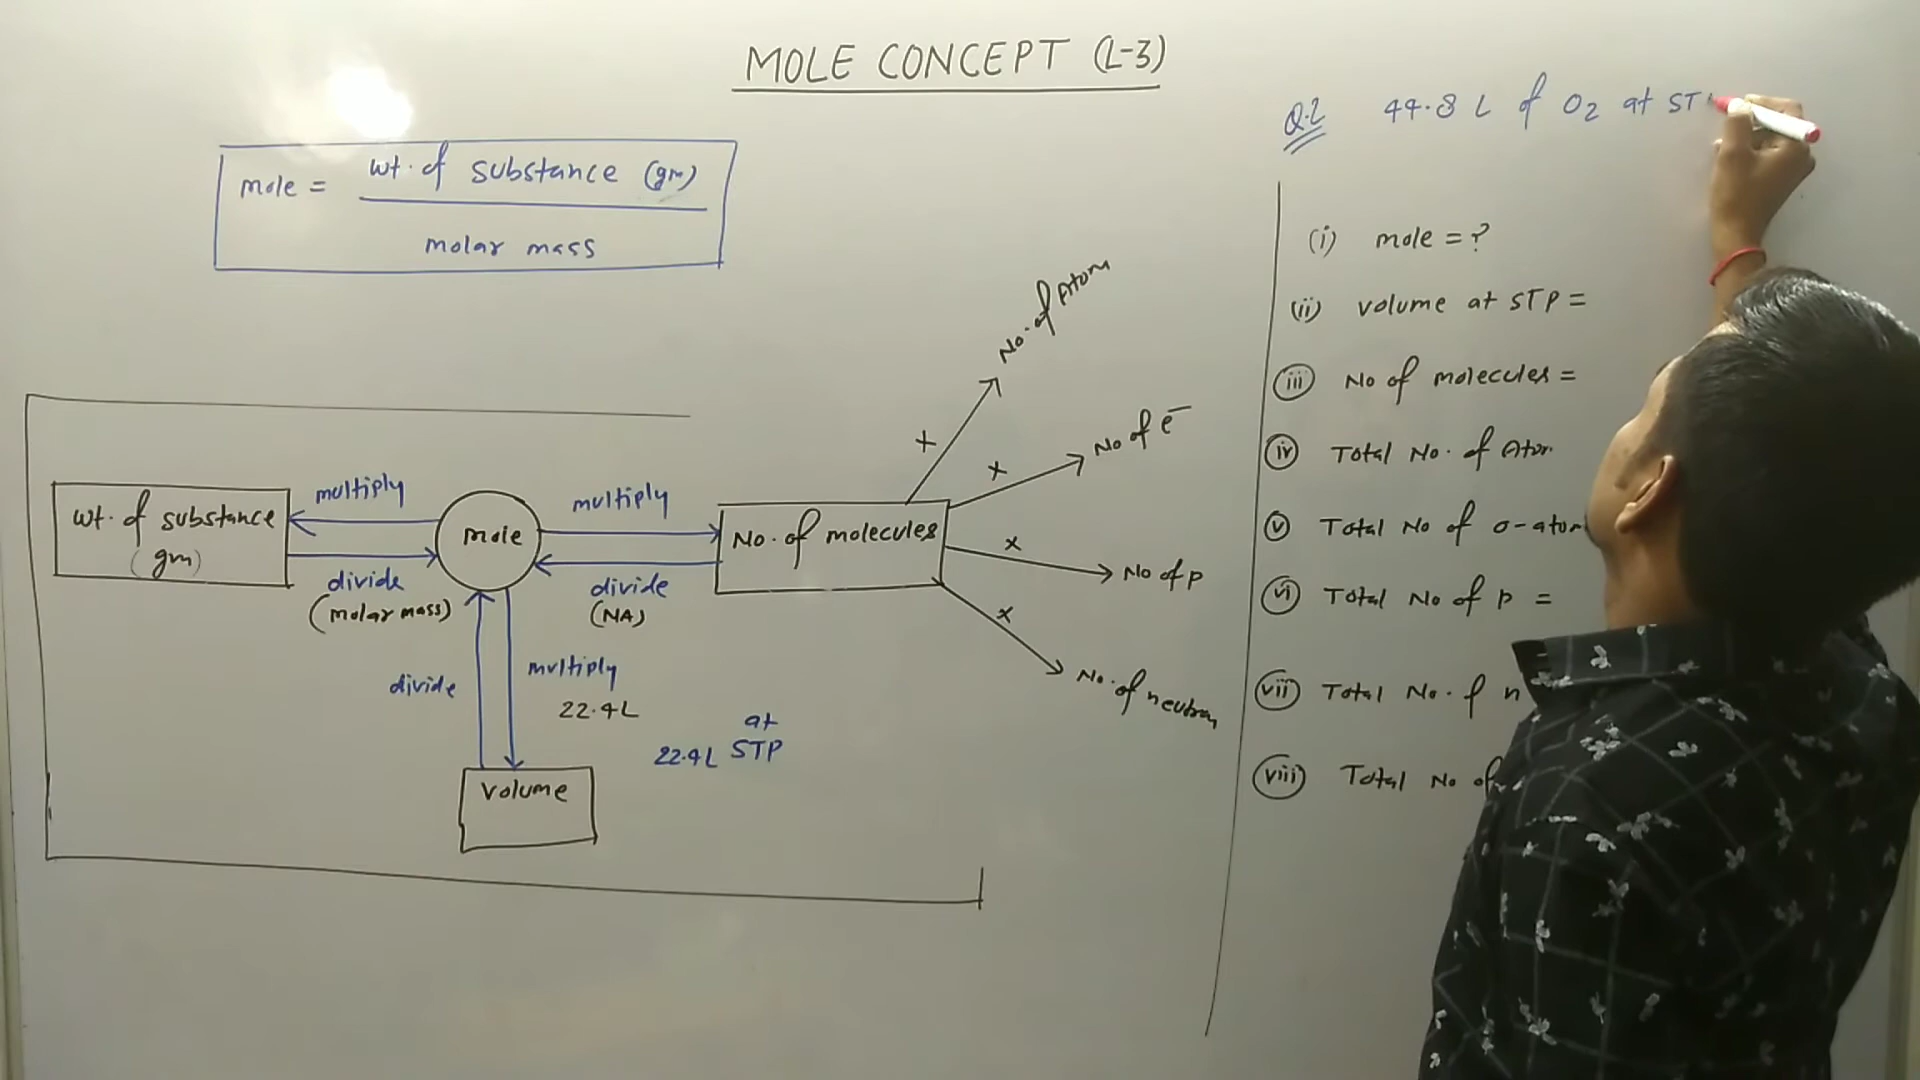 MOLE CONCEPT (L-3)
mole = wt. of substance (gm)
molar mass
wt. of substance
(gm)
multiply
divide
(molar mass)
mole
multiply
divide
(NA)
No. of molecules
x No. of Atom
x No of e-
x No of p
x No. of neutron
divide
multiply
22.4 L
at
22.4 L STP
volume
Q.2 44.8 L of O2 at ST
(i) mole = ?
(ii) volume at STP =
(iii) No of molecules =
(iv) Total No. of Atom
(v) Total No of O-atom
(vi) Total No of p =
(vii) Total No. of n
(viii) Total No of